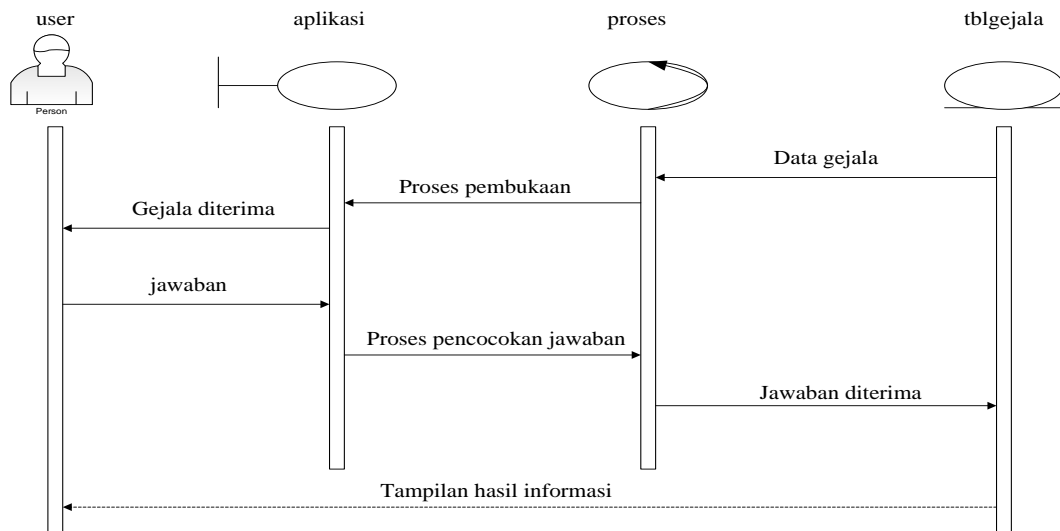 user
aplikasi
proses
tblgejala
Person
Data gejala
Proses pembukaan
Gejala diterima
jawaban
Proses pencocokan jawaban
Jawaban diterima
Tampilan hasil informasi